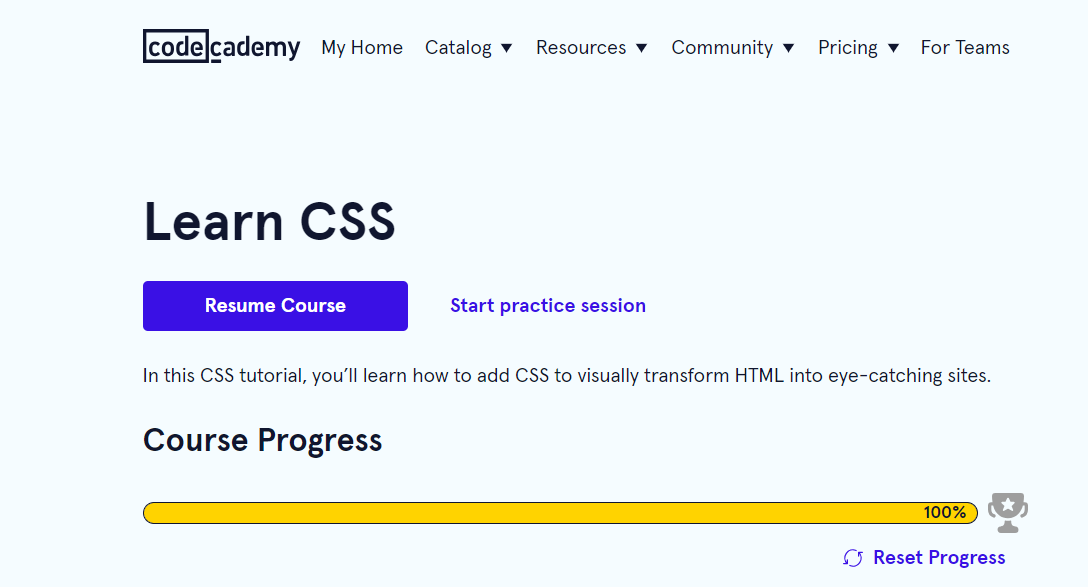 codecademy My Home Catalog Resources Community Pricing For Teams
Learn CSS
Resume Course Start practice session
In this CSS tutorial, you’ll learn how to add CSS to visually transform HTML into eye-catching sites.
Course Progress
100%
Reset Progress